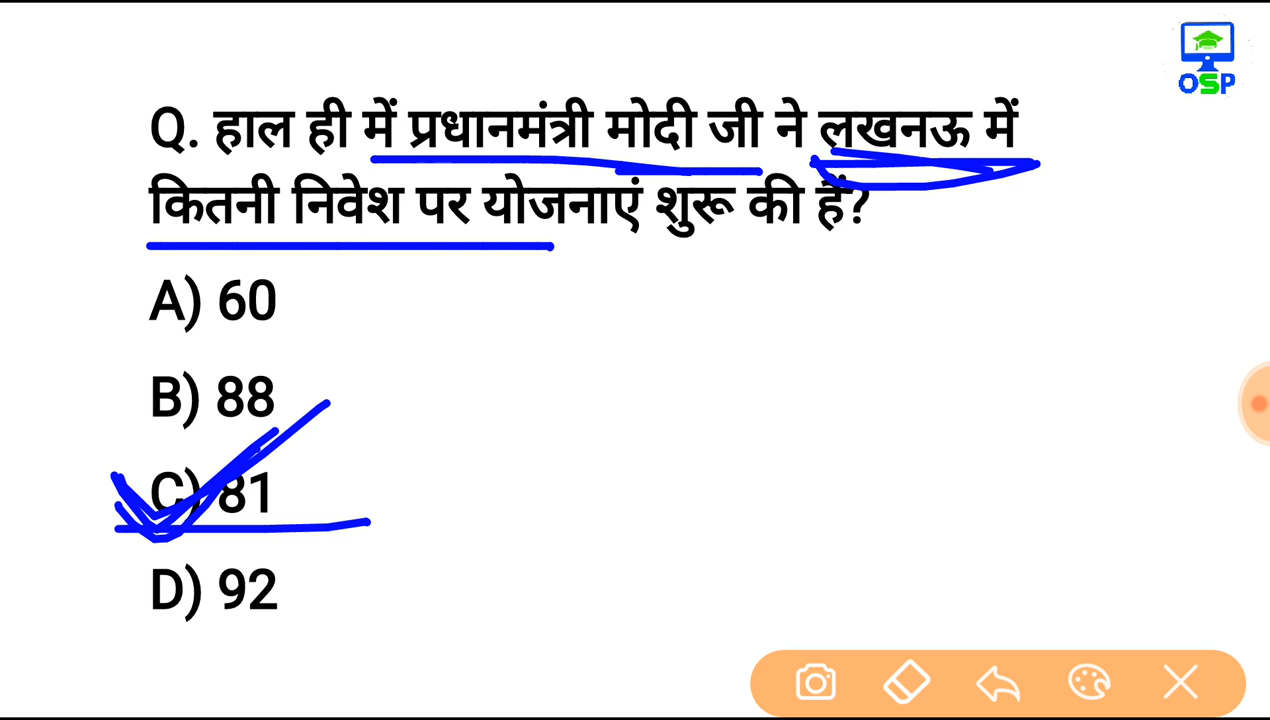 OSP
Q. हाल ही में प्रधानमंत्री मोदी जी ने लखनऊ में
कितनी निवेश पर योजनाएं शुरू की हैं?
A) 60
B) 88
C) 81
D) 92